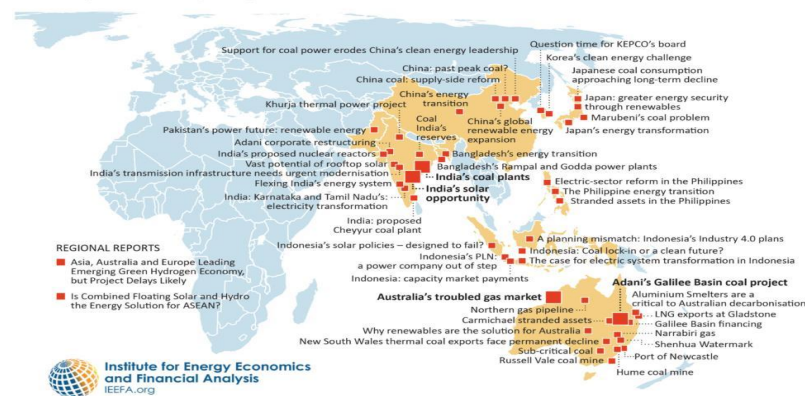 Support for coal power erodes China's clean energy leadership
Question time for KEPCO's board
Korea's clean energy challenge
China: past peak coal?
Japanese coal consumption
approaching long-term decline
China coal: supply-side reform
China's energy
transition
Japan: greater energy security
through renewables
Khurja thermal power project
Coal
India's
reserves
China's global
renewable energy
expansion
Marubeni's coal problem
Japan's energy transformation
Pakistan's power future: renewable energy
Adani corporate restructuring
India's proposed nuclear reactors
Bangladesh's energy transition
Vast potential of rooftop solar
Bangladesh's Rampal and Godda power plants
India's transmission infrastructure needs urgent modernisation
India's coal plants
Flexing India's energy system
India's solar
opportunity
Electric-sector reform in the Philippines
The Philippine energy transition
Stranded assets in the Philippines
India: Karnataka and Tamil Nadu's
electricity transformation
India: proposed
Cheyyur coal plant
REGIONAL REPORTS
Asia, Australia and Europe Leading
Emerging Green Hydrogen Economy,
but Project Delays Likely
Is Combined Floating Solar and Hydro
the Energy Solution for ASEAN?
Indonesia's solar policies – designed to fail?
A planning mismatch: Indonesia's Industry 4.0 plans
Indonesia: Coal lock-in or a clean future?
Indonesia's PLN:
a power company out of step
The case for electric system transformation in Indonesia
Indonesia: capacity market payments
Adani's Galilee Basin coal project
Australia's troubled gas market
Aluminium Smelters are a
critical to Australian decarbonisation
Northern gas pipeline
LNG exports at Gladstone
Carmichael stranded assets
Galilee Basin financing
Why renewables are the solution for Australia
Narrabiri gas
New South Wales thermal coal exports face permanent decline
Shenhua Watermark
Sub-critical coal
Port of Newcastle
Russell Vale coal mine
Hume coal mine
Institute for Energy Economics
and Financial Analysis
IEEFA.org